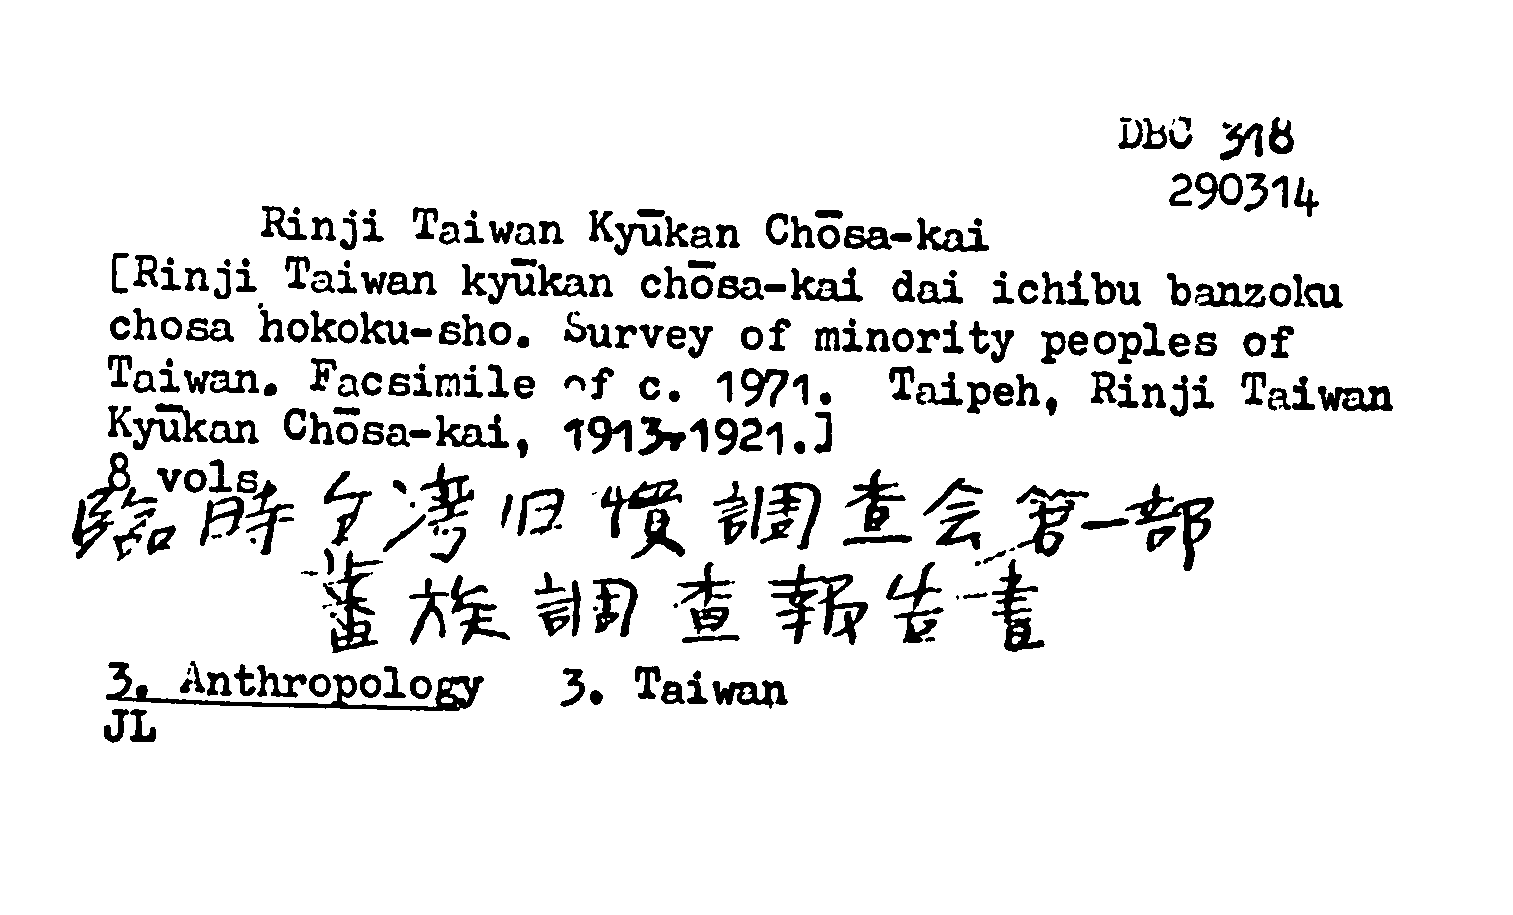 DBC 318
290314
Rinji Taiwan Kyūkan Chōsa-kai
[Rinji Taiwan kyūkan chōsa-kai dai ichibu banzoku
chosa hokoku-sho. Survey of minority peoples of
Taiwan. Facsimile of c. 1971. Taipeh, Rinji Taiwan
Kyūkan Chōsa-kai, 1913-1921.]
8 vols.
臨時台湾旧慣調査会第一部
蕃族調査報告書
3. Anthropology 3. Taiwan
JL